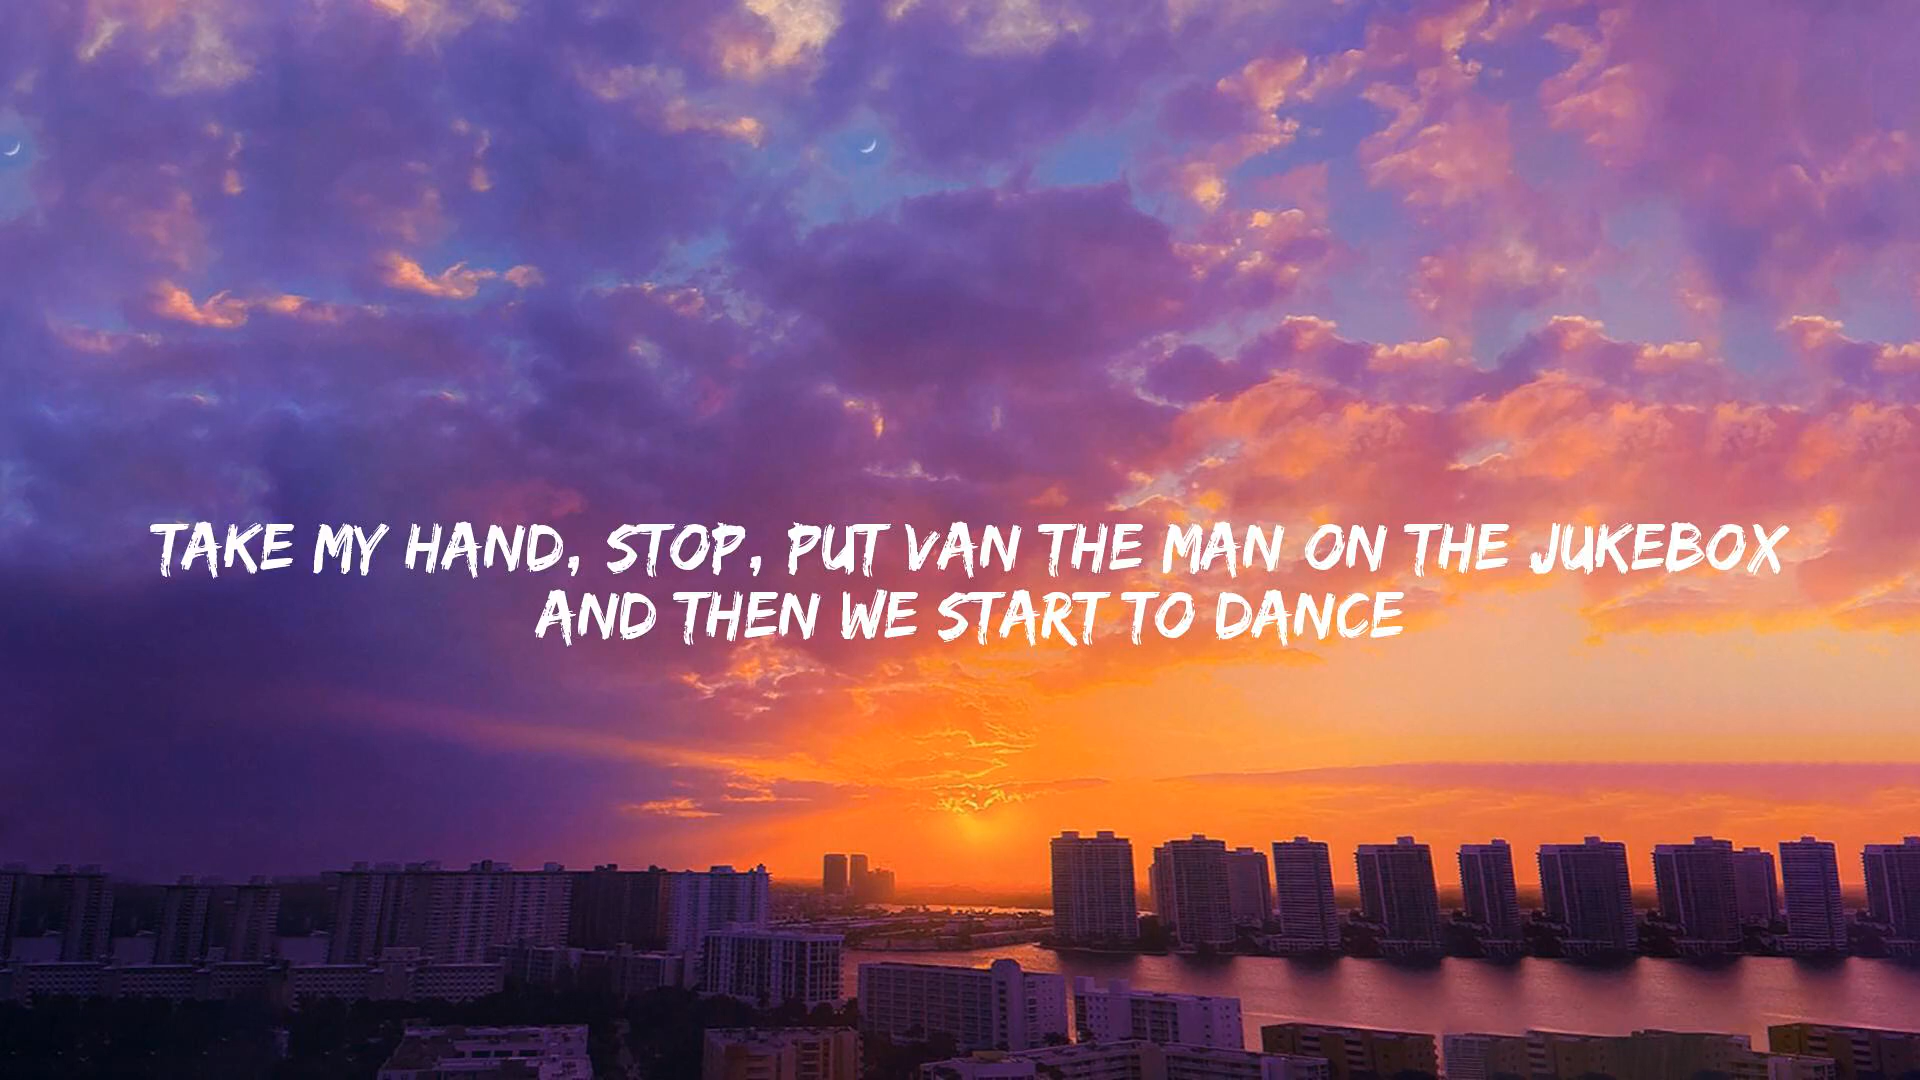 TAKE MY HAND, STOP, PUT VAN THE MAN ON THE JUKEBOX
AND THEN WE START TO DANCE